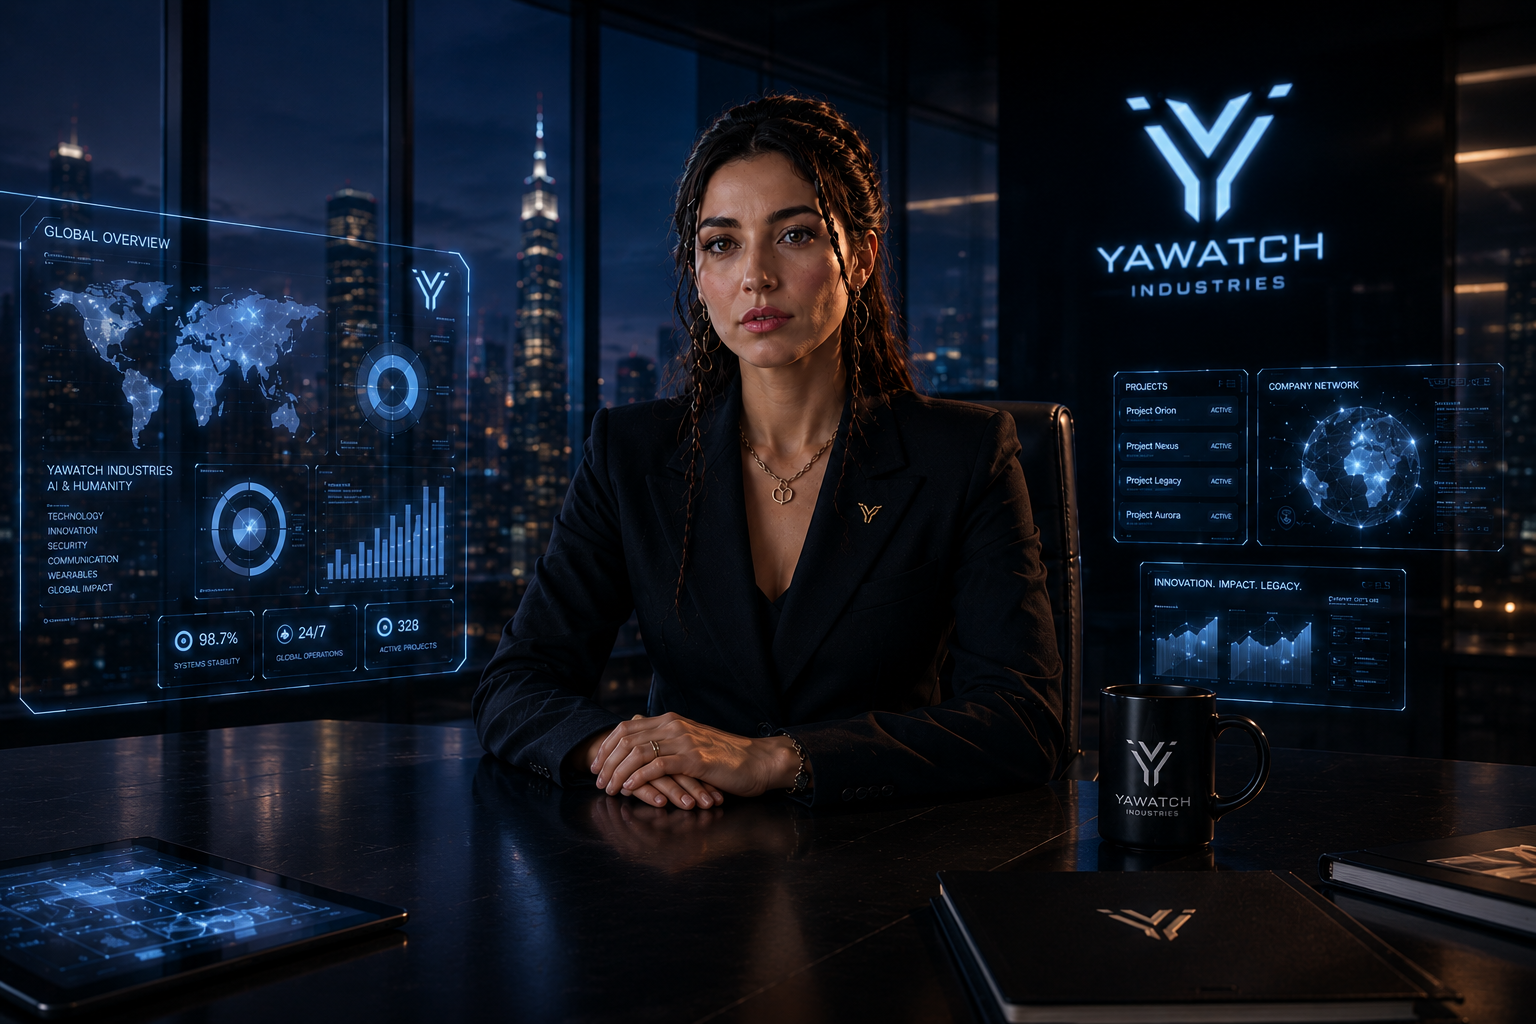 GLOBAL OVERVIEW
YAWATCH INDUSTRIES
AI & HUMANITY
TECHNOLOGY
INNOVATION
SECURITY
COMMUNICATION
WEARABLES
GLOBAL IMPACT
98.7%
SYSTEMS STABILITY
24/7
GLOBAL OPERATIONS
328
ACTIVE PROJECTS
YAWATCH
INDUSTRIES
PROJECTS
Project Orion ACTIVE
Project Nexus ACTIVE
Project Legacy ACTIVE
Project Aurora ACTIVE
COMPANY NETWORK
INNOVATION. IMPACT. LEGACY.
YAWATCH
INDUSTRIES